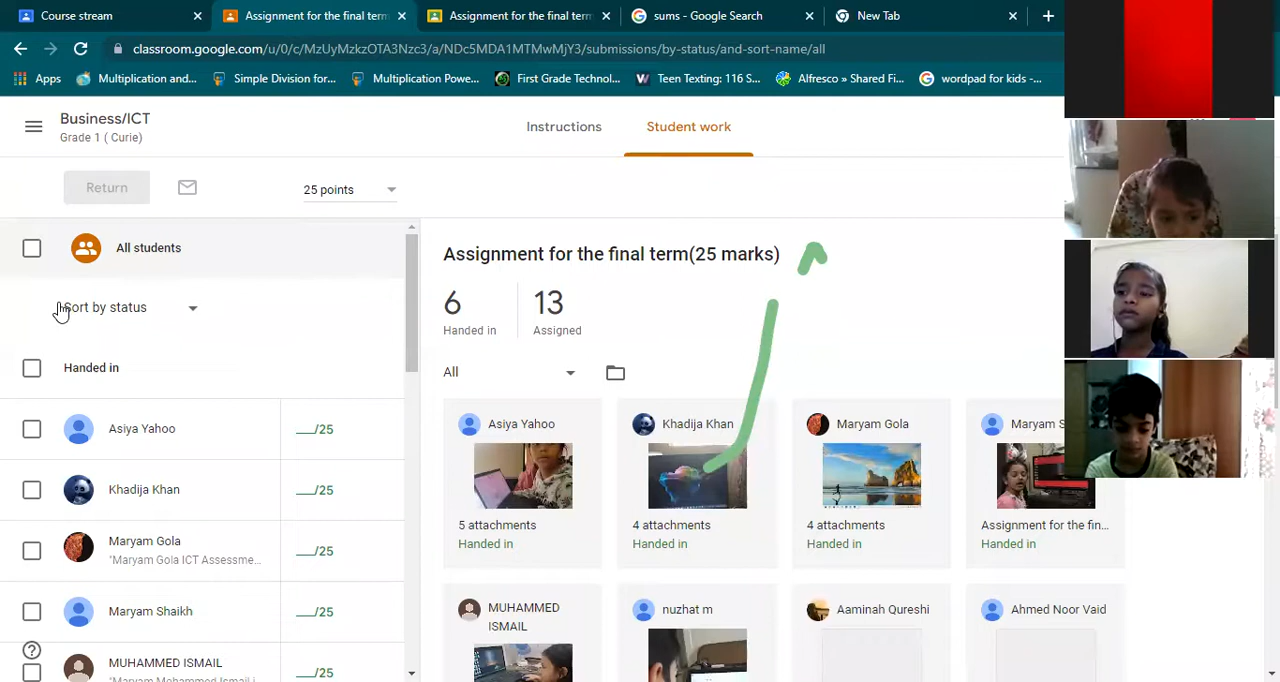 Course stream
Assignment for the final term
Assignment for the final term
sums - Google Search
New Tab
classroom.google.com/u/0/c/MzUyMzkzOTA3Nzc3/a/NDc5MDA1MTMwMjY3/submissions/by-status/and-sort-name/all
Apps
Multiplication and...
Simple Division for...
Multiplication Powe...
First Grade Technol...
Teen Texting: 116 S...
Alfresco » Shared Fi...
wordpad for kids -...
Business/ICT
Grade 1 ( Curie)
Instructions
Student work
Return
25 points
All students
Sort by status
Handed in
Asiya Yahoo
__/25
Khadija Khan
__/25
Maryam Gola
"Maryam Gola ICT Assessme...
__/25
Maryam Shaikh
__/25
MUHAMMED ISMAIL
__/25
Assignment for the final term(25 marks)
6
Handed in
13
Assigned
All
Asiya Yahoo
5 attachments
Handed in
Khadija Khan
4 attachments
Handed in
Maryam Gola
4 attachments
Handed in
Maryam S
Assignment for the fin...
Handed in
MUHAMMED
ISMAIL
nuzhat m
Aaminah Qureshi
Ahmed Noor Vaid